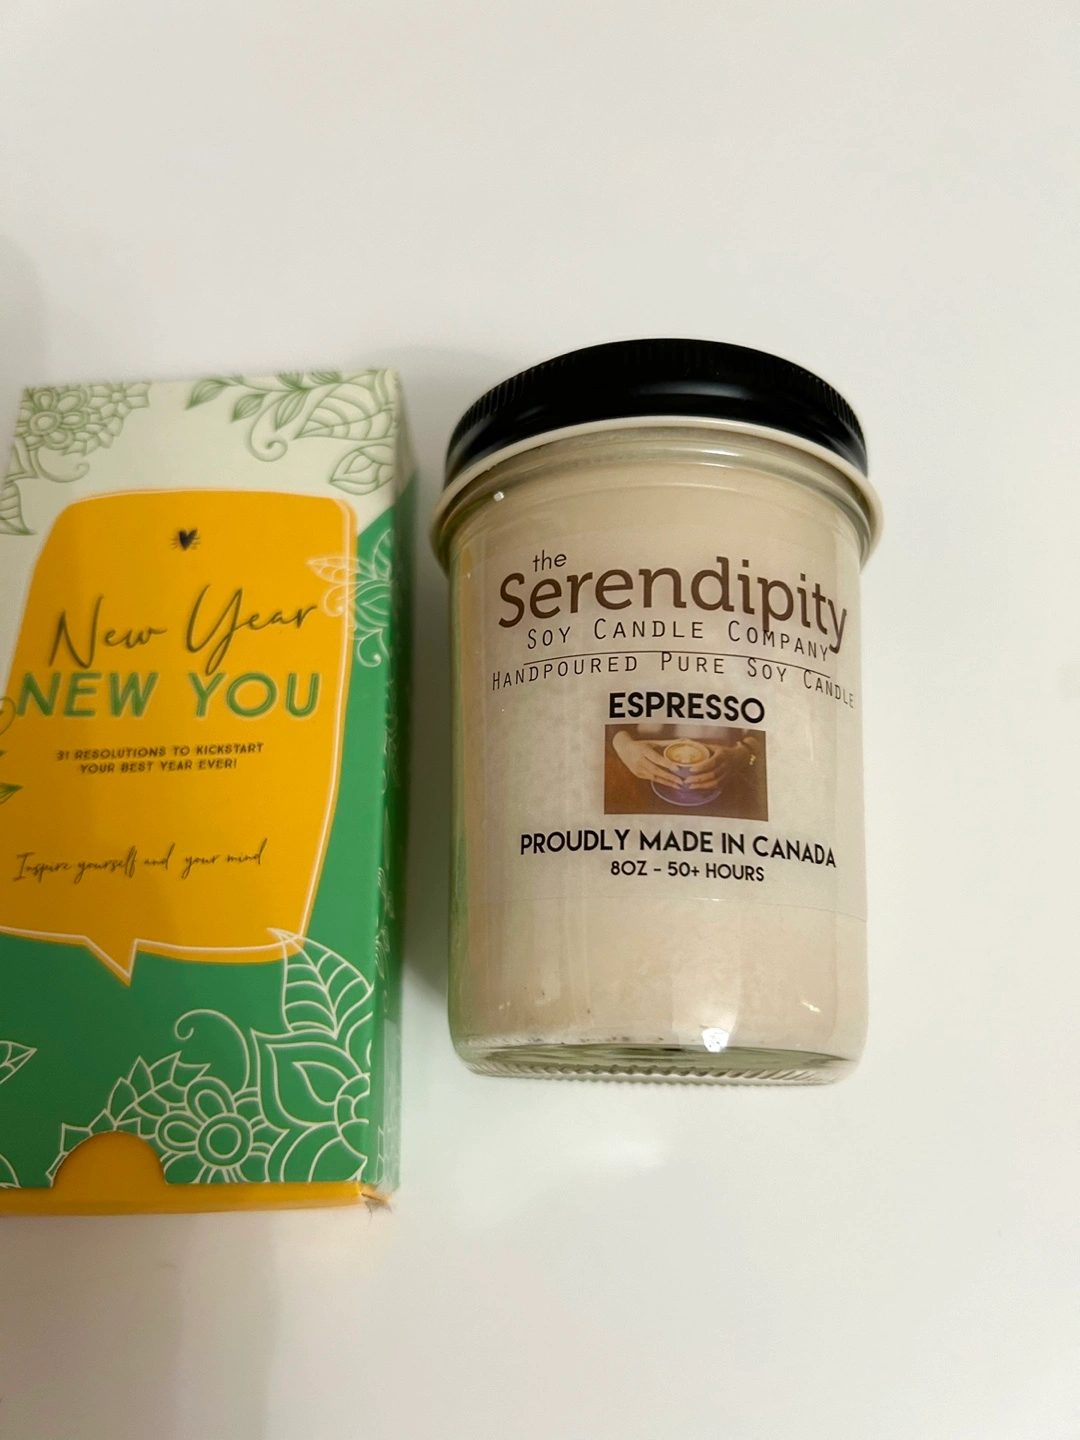 New Year
NEW YOU
31 RESOLUTIONS TO KICKSTART
YOUR BEST YEAR EVER!
Inspire yourself and your mind
the
Serendipity
SOY CANDLE COMPANY
HANDPOURED PURE SOY CANDLE
ESPRESSO
PROUDLY MADE IN CANADA
8OZ - 50+ HOURS